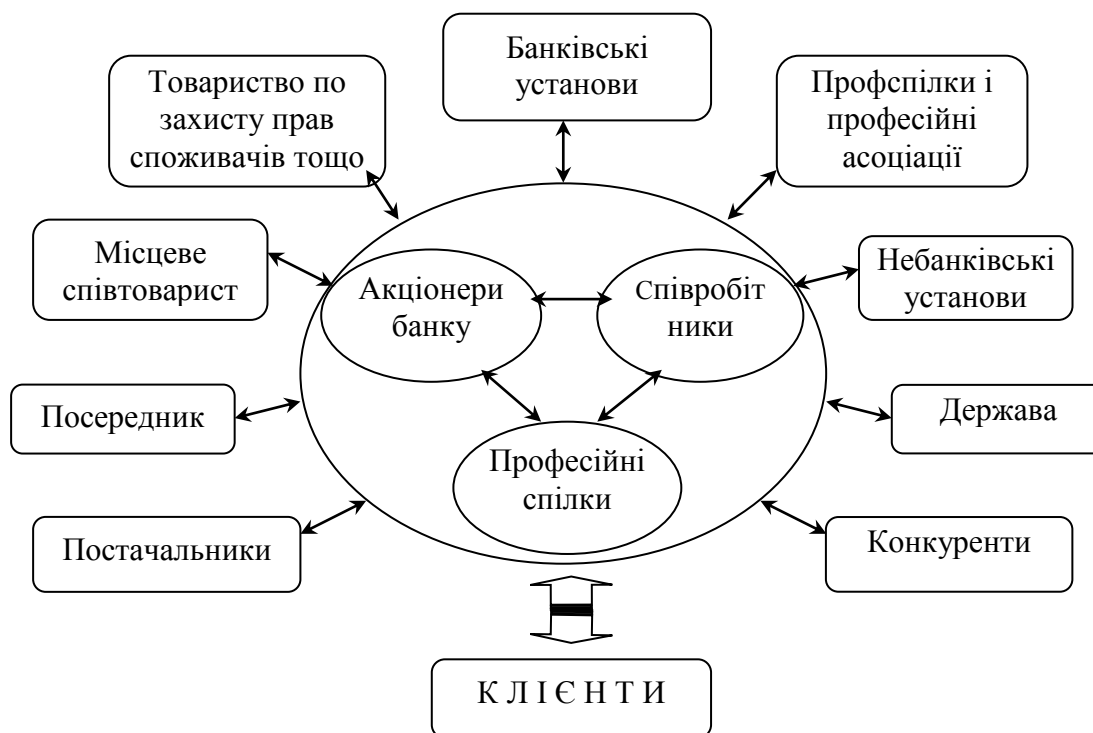 Банківські
установи
Товариство по
захисту прав
споживачів тощо
Профспілки і
професійні
асоціації
Місцеве
співтоварист
Небанківські
установи
Акціонери
банку
Співробіт
ники
Посередник
Держава
Професійні
спілки
Постачальники
Конкуренти
К Л І Є Н Т И